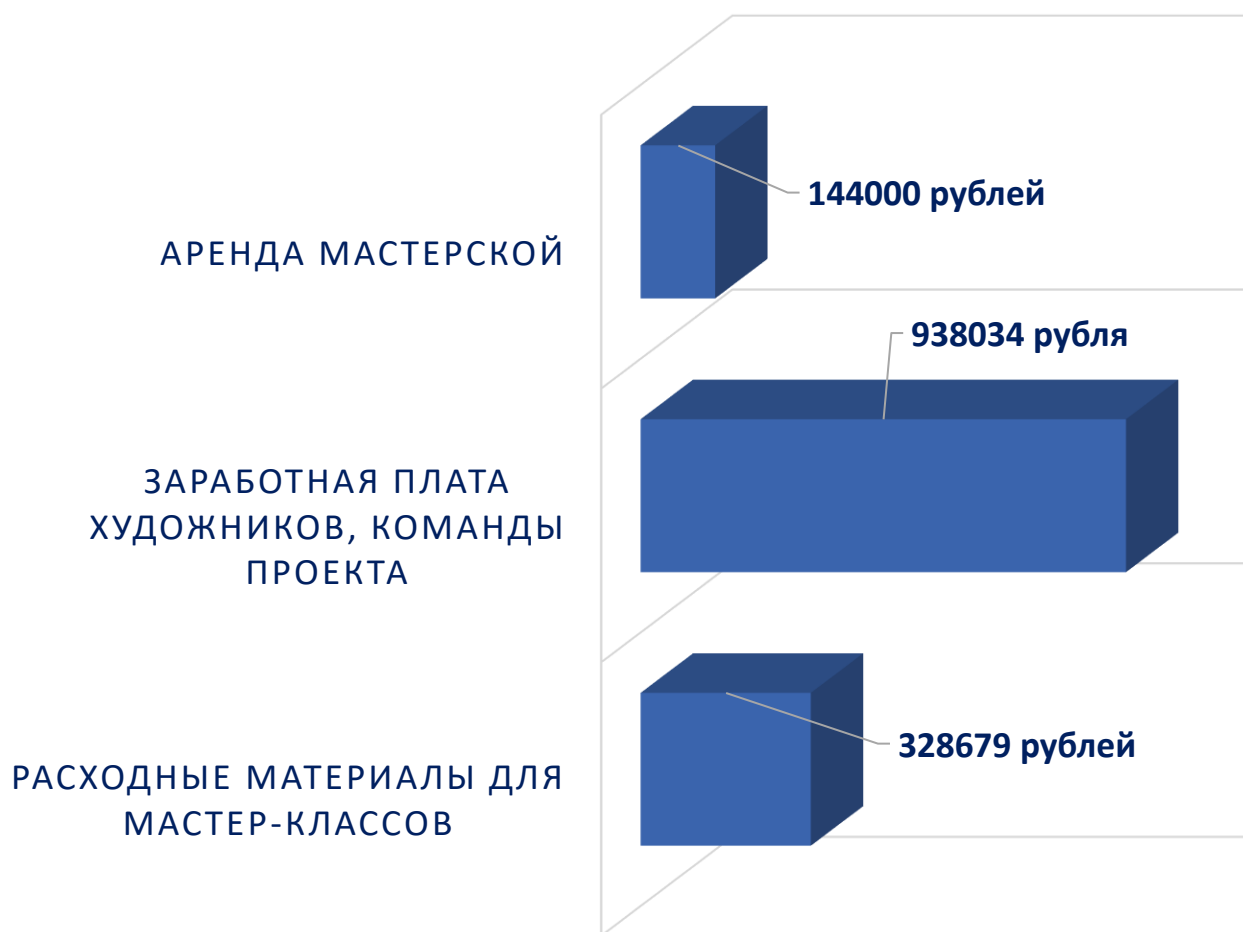 АРЕНДА МАСТЕРСКОЙ
144000 рублей
ЗАРАБОТНАЯ ПЛАТА
ХУДОЖНИКОВ, КОМАНДЫ
ПРОЕКТА
938034 рубля
РАСХОДНЫЕ МАТЕРИАЛЫ ДЛЯ
МАСТЕР-КЛАССОВ
328679 рублей